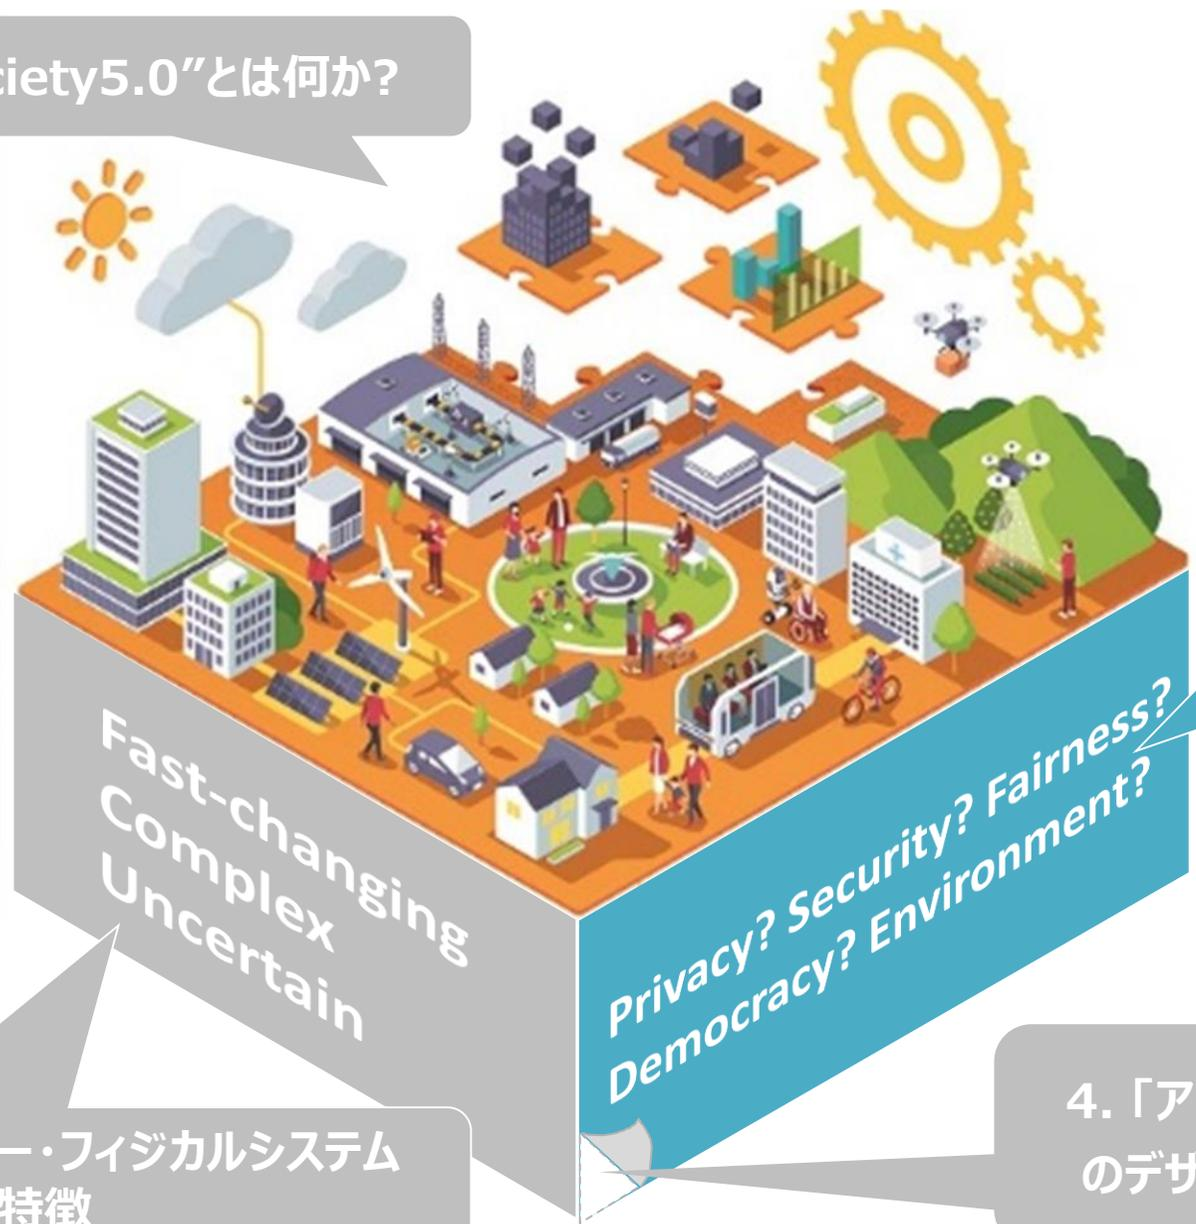 ciety5.0”とは何か?
Fast-changing
Complex
Uncertain
Privacy? Security? Fairness?
Democracy? Environment?
ー・フィジカルシステム
特徴
4. 「ア
のデザ